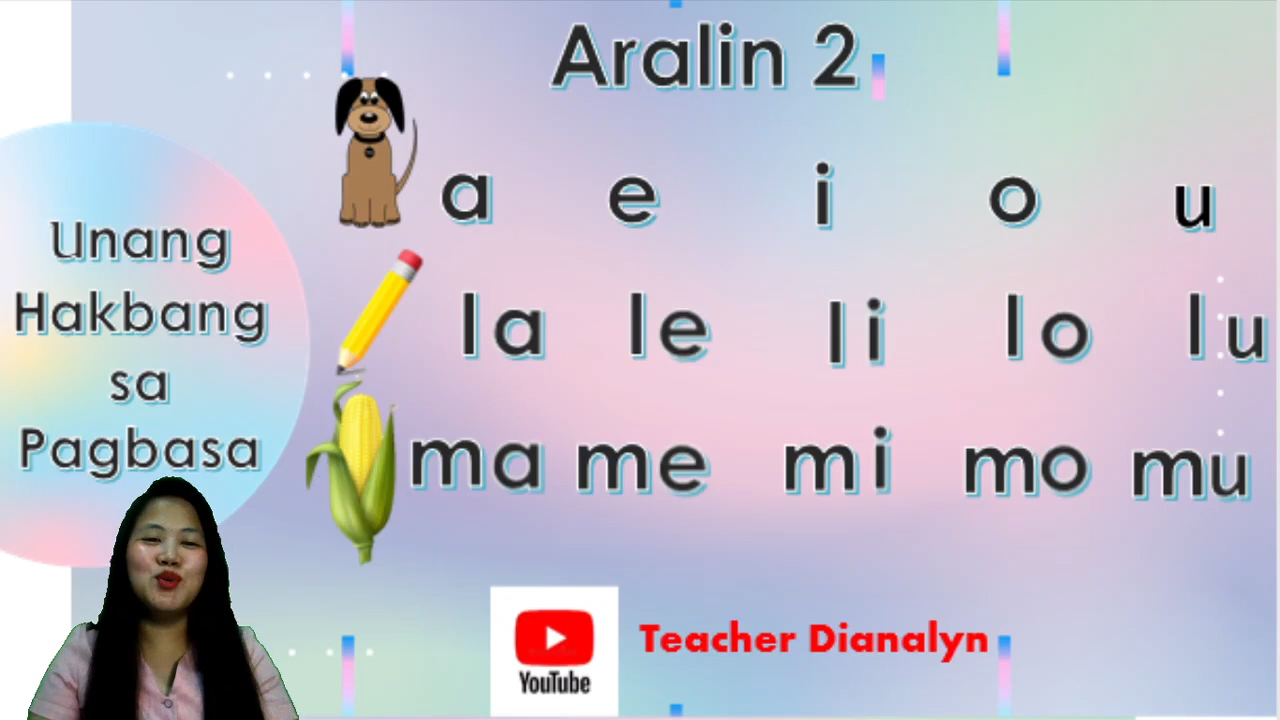 Aralin 2
a e i o u
la le li lo lu
ma me mi mo mu
Unang
Hakbang
sa
Pagbasa
YouTube
Teacher Dianalyn